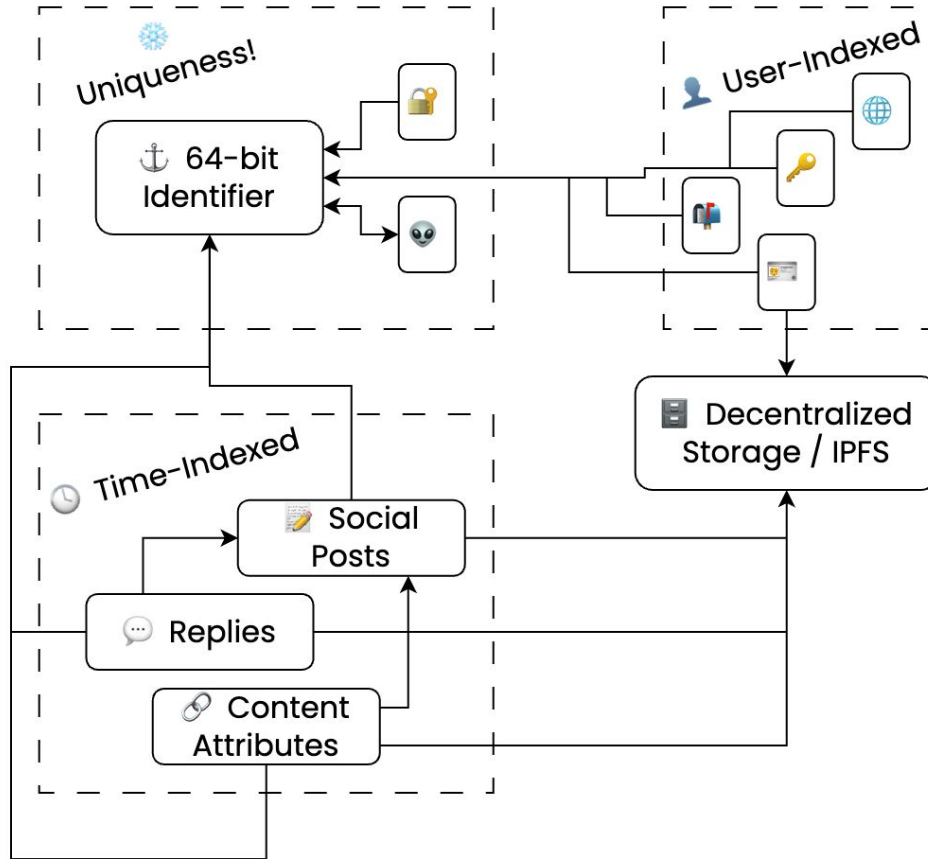 Uniqueness!
64-bit
Identifier
User-Indexed
Decentralized
Storage / IPFS
Time-Indexed
Social
Posts
Replies
Content
Attributes